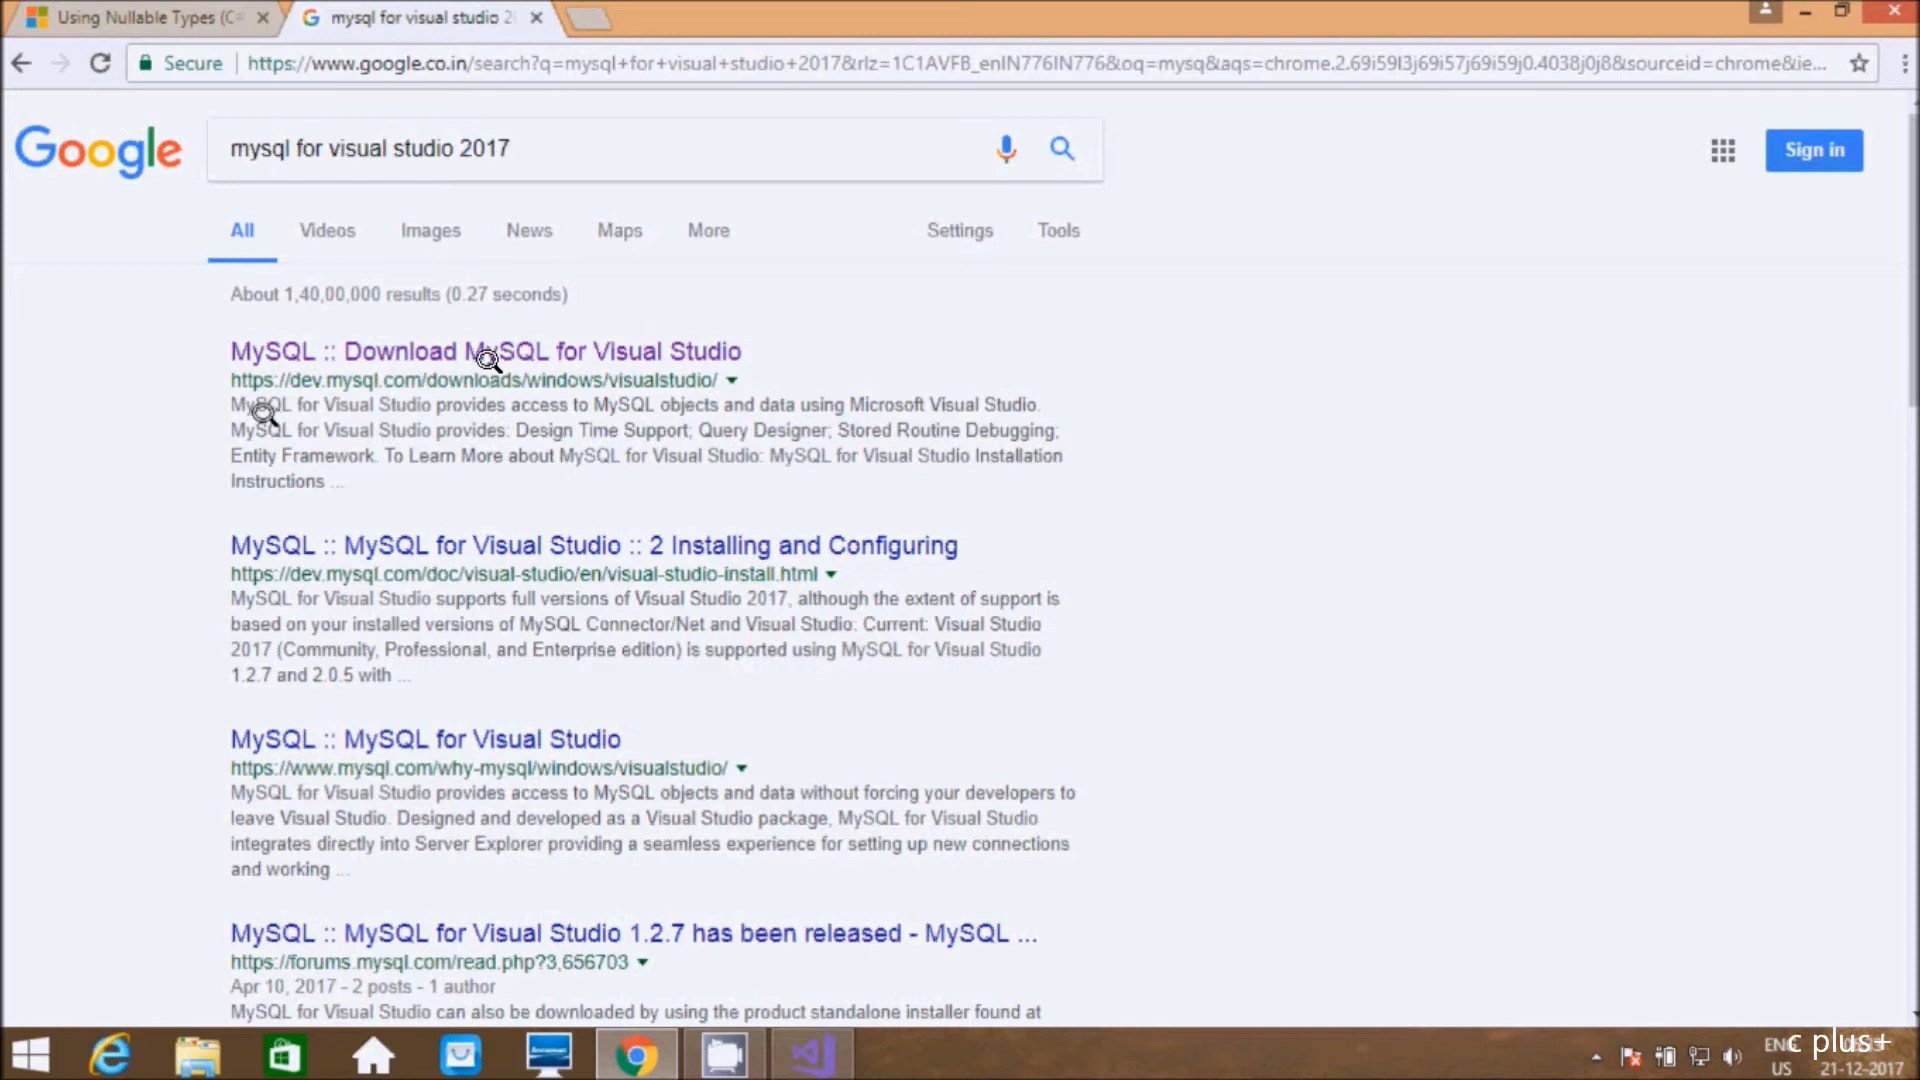 Using Nullable Types (C#
mysql for visual studio 2
Secure
https://www.google.co.in/search?q=mysql+for+visual+studio+2017&rlz=1C1AVFB_enIN776IN776&oq=mysq&aqs=chrome.2.69i59l3j69i57j69i59j0.4038j0j8&sourceid=chrome&ie...
Google
mysql for visual studio 2017
Sign in
All Videos Images News Maps More Settings Tools
About 1,40,00,000 results (0.27 seconds)
MySQL :: Download MySQL for Visual Studio
https://dev.mysql.com/downloads/windows/visualstudio/
MySQL for Visual Studio provides access to MySQL objects and data using Microsoft Visual Studio.
MySQL for Visual Studio provides: Design Time Support; Query Designer; Stored Routine Debugging;
Entity Framework. To Learn More about MySQL for Visual Studio: MySQL for Visual Studio Installation
Instructions ...
MySQL :: MySQL for Visual Studio :: 2 Installing and Configuring
https://dev.mysql.com/doc/visual-studio/en/visual-studio-install.html
MySQL for Visual Studio supports full versions of Visual Studio 2017, although the extent of support is
based on your installed versions of MySQL Connector/Net and Visual Studio: Current: Visual Studio
2017 (Community, Professional, and Enterprise edition) is supported using MySQL for Visual Studio
1.2.7 and 2.0.5 with ...
MySQL :: MySQL for Visual Studio
https://www.mysql.com/why-mysql/windows/visualstudio/
MySQL for Visual Studio provides access to MySQL objects and data without forcing your developers to
leave Visual Studio. Designed and developed as a Visual Studio package, MySQL for Visual Studio
integrates directly into Server Explorer providing a seamless experience for setting up new connections
and working ...
MySQL :: MySQL for Visual Studio 1.2.7 has been released - MySQL ...
https://forums.mysql.com/read.php?3,656703
Apr 10, 2017 - 2 posts - 1 author
MySQL for Visual Studio can also be downloaded by using the product standalone installer found at
ENG
c plus+
US
21-12-2017